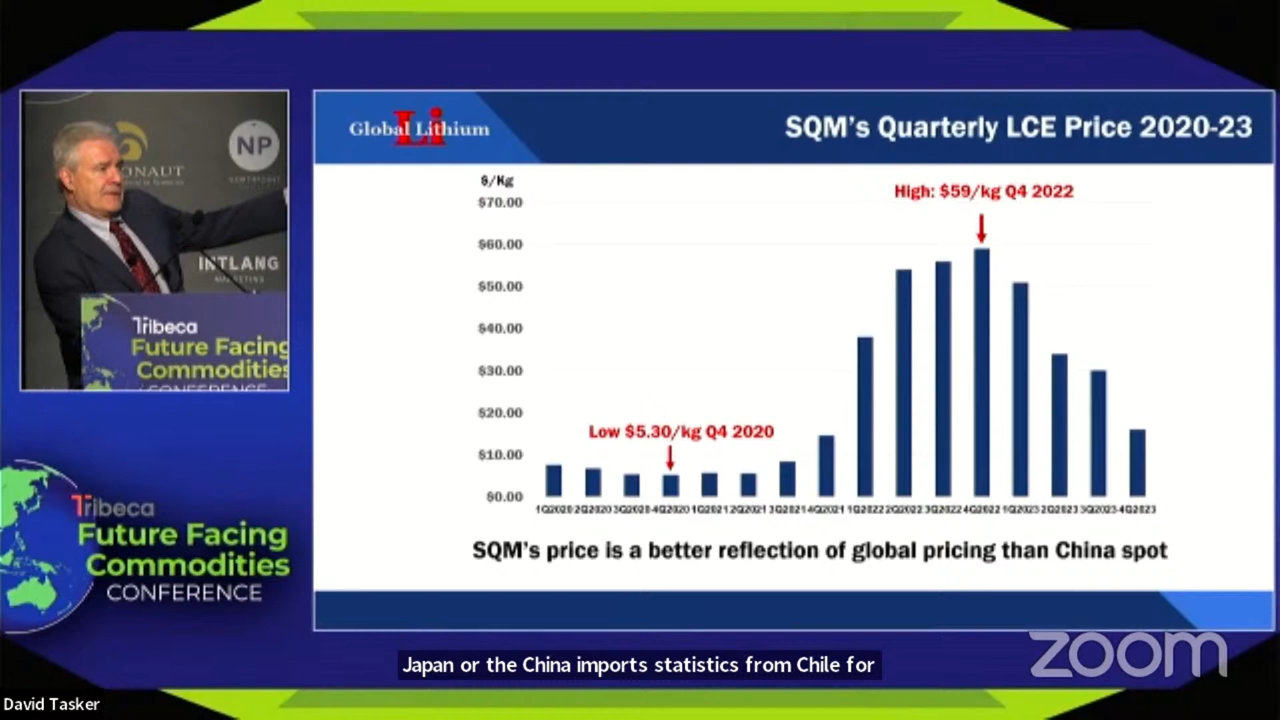 NP
INTLANG
Tribeca
Future Facing
Commodities
CONFERENCE
Tribeca
Future Facing
Commodities
CONFERENCE
Global Lithium
Li
SQM's Quarterly LCE Price 2020-23
$/Kg
$70.00
$60.00
$50.00
$40.00
$30.00
$20.00
$10.00
$0.00
High: $59/kg Q4 2022
Low $5.30/kg Q4 2020
1Q2020 2Q2020 3Q2020 4Q2020 1Q2021 2Q2021 3Q2021 4Q2021 1Q2022 2Q2022 3Q2022 4Q2022 1Q2023 2Q2023 3Q2023 4Q2023
SQM's price is a better reflection of global pricing than China spot
Japan or the China imports statistics from Chile for
zoom
David Tasker